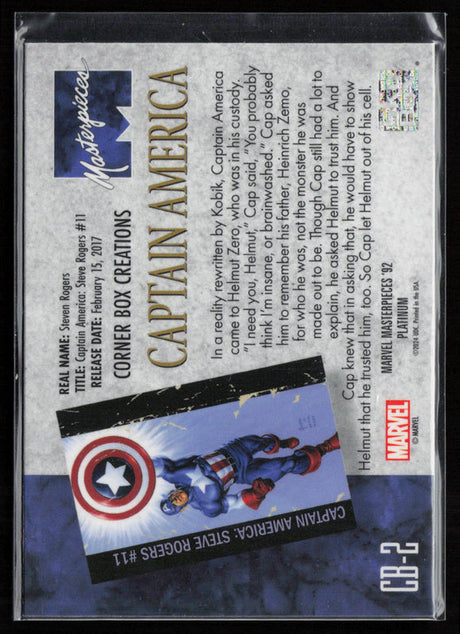 Masterpieces
REAL NAME: Steven Rogers
TITLE: Captain America: Steve Rogers #11
RELEASE DATE: February 15, 2017
CORNER BOX CREATIONS
CAPTAIN AMERICA
In a reality rewritten by Kobik, Captain America
came to Helmut Zero, who was in his custody.
"I need you, Helmut," Cap said, "You probably
think I'm insane, or brainwashed." Cap asked
him to remember his father, Heinrich Zemo,
for who he was, not the monster he was
made out to be. Though Cap still had a lot to
explain, he asked Helmut to trust him. And
Cap knew that in asking that, he would have to show
Helmut that he trusted him, too. So Cap let Helmut out of his cell.
MARVEL MASTERPIECES '92
PLATINUM
©2024 UDC. Printed in the USA.
MARVEL
© MARVEL
CAPTAIN AMERICA: STEVE ROGERS #11
CB-2